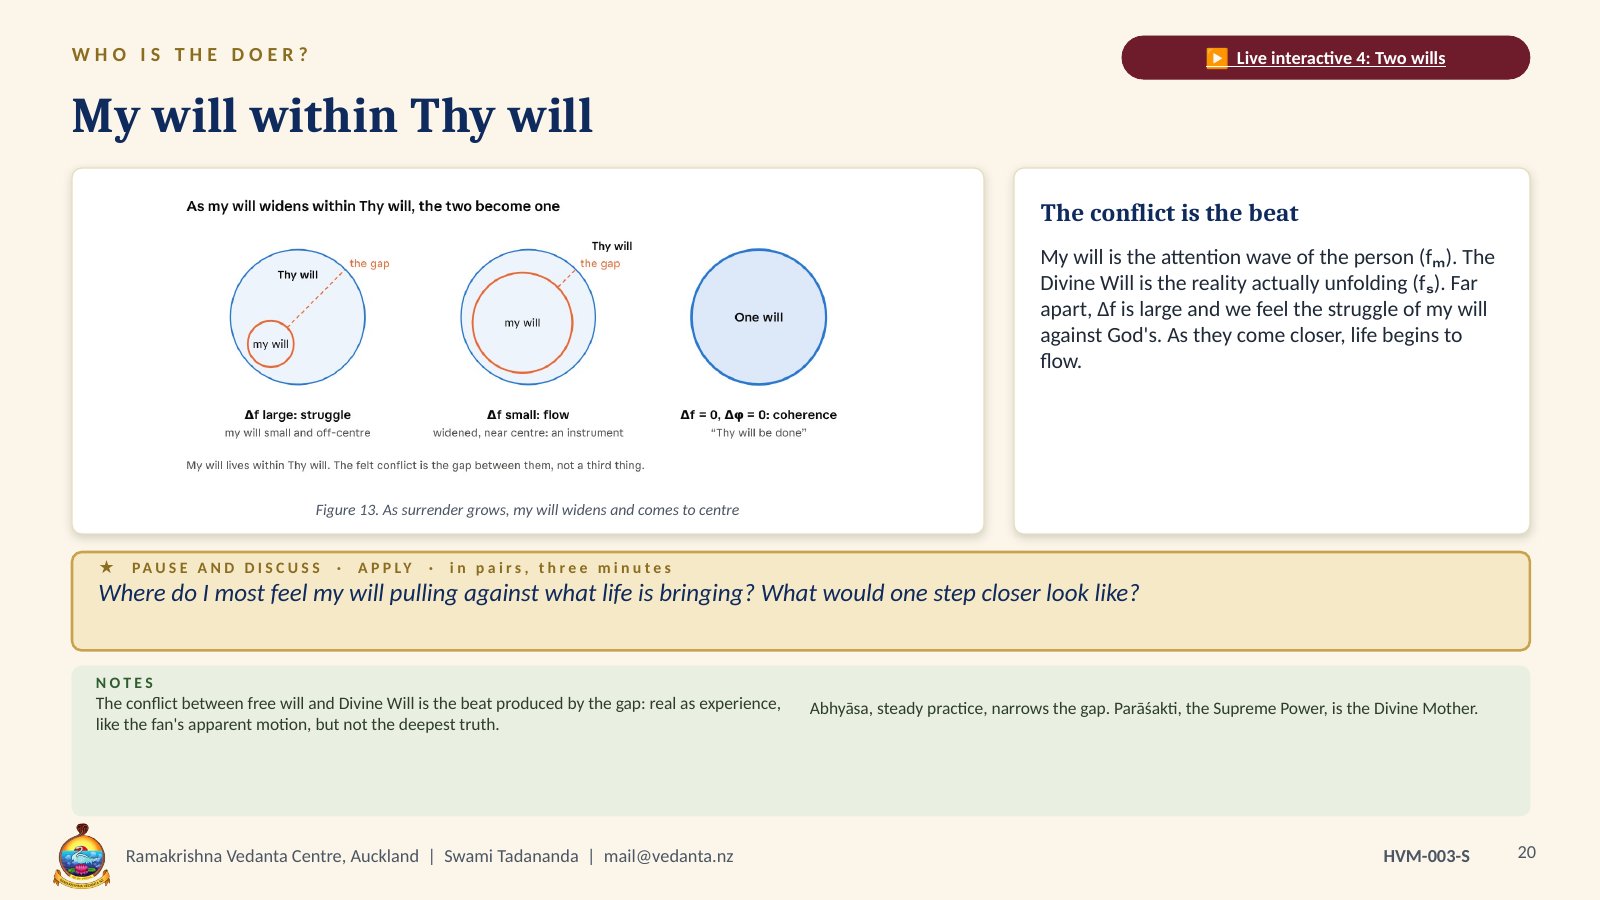 WHO IS THE DOER?
▶ Live interactive 4: Two wills
My will within Thy will
As my will widens within Thy will, the two become one
Thy will
the gap
my will
Δf large: struggle
my will small and off-centre
Thy will
the gap
my will
Δf small: flow
widened, near centre: an instrument
One will
Δf = 0, Δφ = 0: coherence
“Thy will be done”
My will lives within Thy will. The felt conflict is the gap between them, not a third thing.
Figure 13. As surrender grows, my will widens and comes to centre
The conflict is the beat
My will is the attention wave of the person (fₘ). The
Divine Will is the reality actually unfolding (fₛ). Far
apart, Δf is large and we feel the struggle of my will
against God's. As they come closer, life begins to
flow.
★ PAUSE AND DISCUSS · APPLY · in pairs, three minutes
Where do I most feel my will pulling against what life is bringing? What would one step closer look like?
NOTES
The conflict between free will and Divine Will is the beat produced by the gap: real as experience,
like the fan's apparent motion, but not the deepest truth.
Abhyāsa, steady practice, narrows the gap. Parāśakti, the Supreme Power, is the Divine Mother.
Ramakrishna Vedanta Centre, Auckland | Swami Tadananda | mail@vedanta.nz
HVM-003-S
20